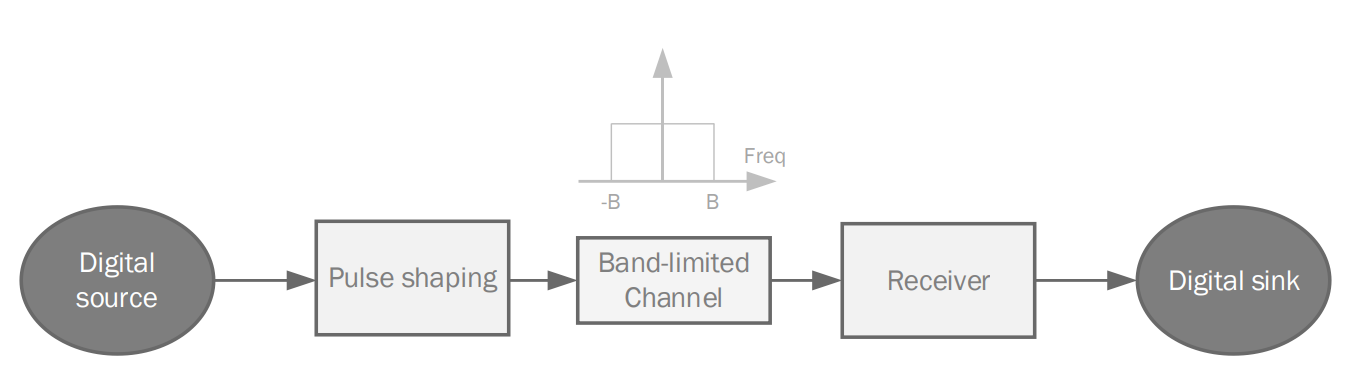 Freq
-B
B
Digital
source
Pulse shaping
Band-limited
Channel
Receiver
Digital sink